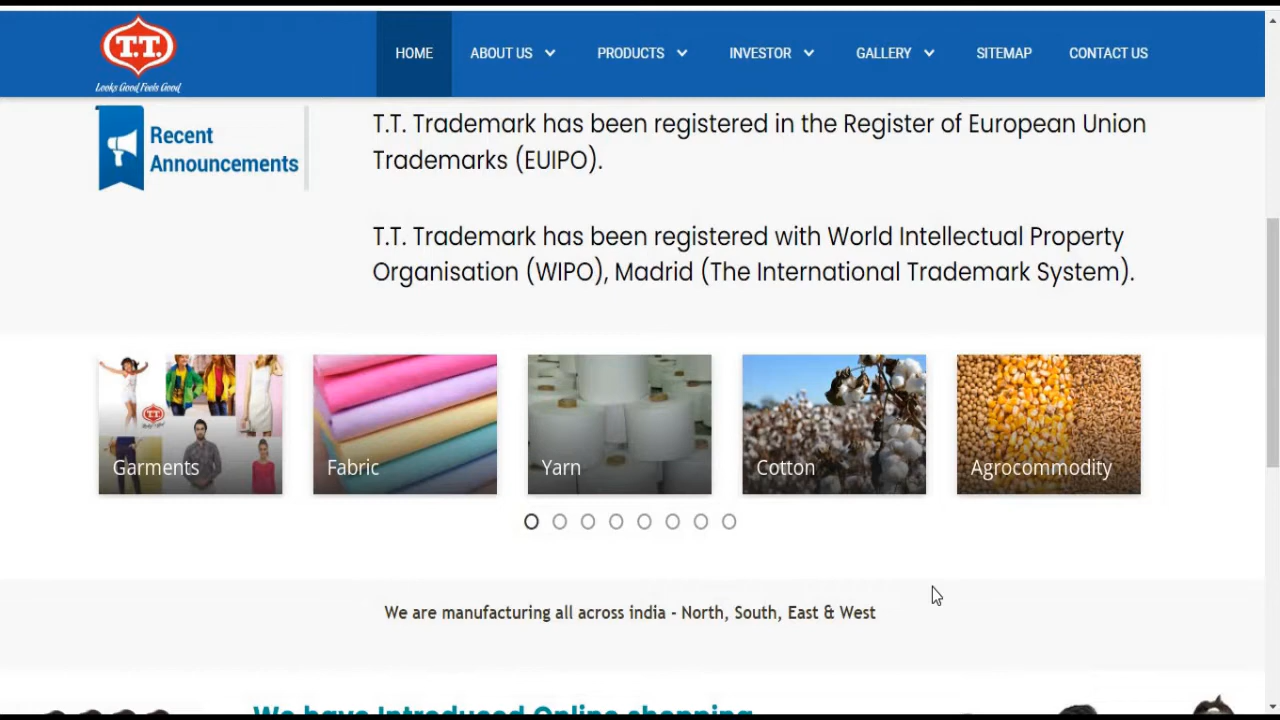 T.T.
Looks Good Feels Good
HOME ABOUT US PRODUCTS INVESTOR GALLERY SITEMAP CONTACT US
Recent
Announcements
T.T. Trademark has been registered in the Register of European Union
Trademarks (EUIPO).
T.T. Trademark has been registered with World Intellectual Property
Organisation (WIPO), Madrid (The International Trademark System).
T.T.
Garments Fabric Yarn Cotton Agrocommodity
We are manufacturing all across india - North, South, East & West
We have Introduced Online shopping